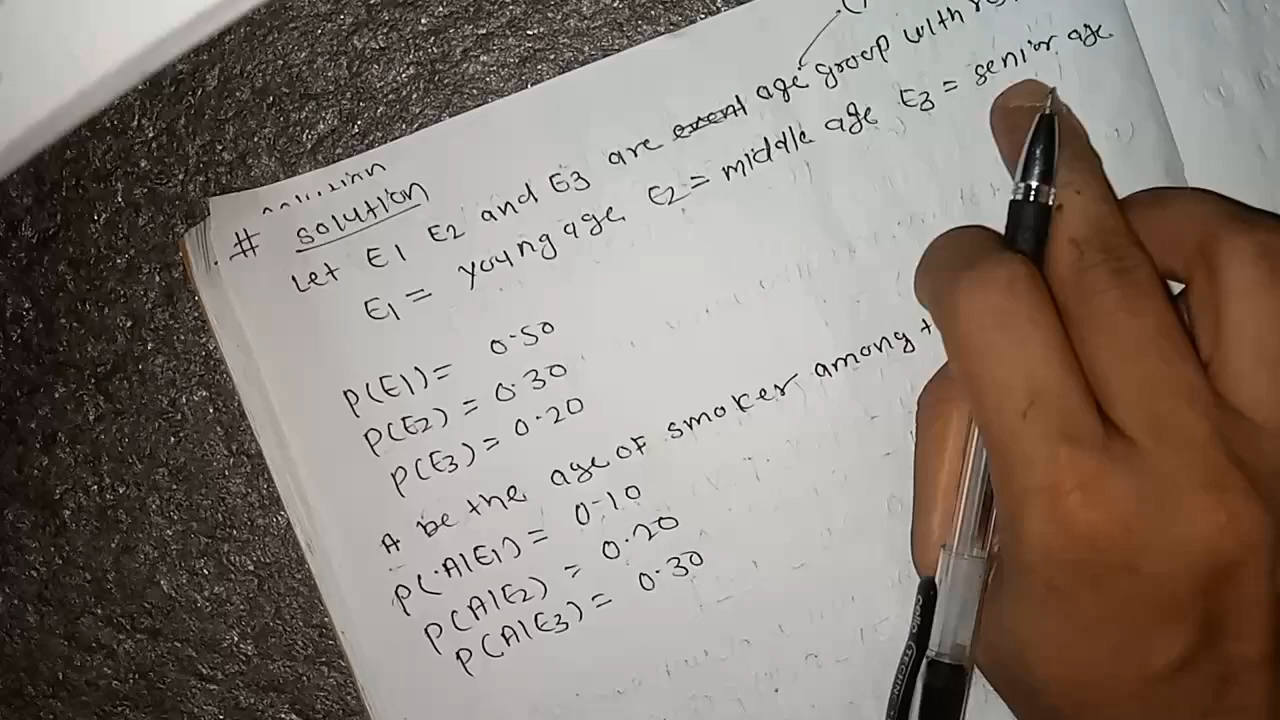 # solution
Let E1 E2 and E3 are event age group with
E1 = young age E2 = middle age E3 = senior age
P(E1) = 0.50
P(E2) = 0.30
P(E3) = 0.20
A be the age of smoker among
P(A|E1) = 0.10
P(A|E2) = 0.20
P(A|E3) = 0.30
cello